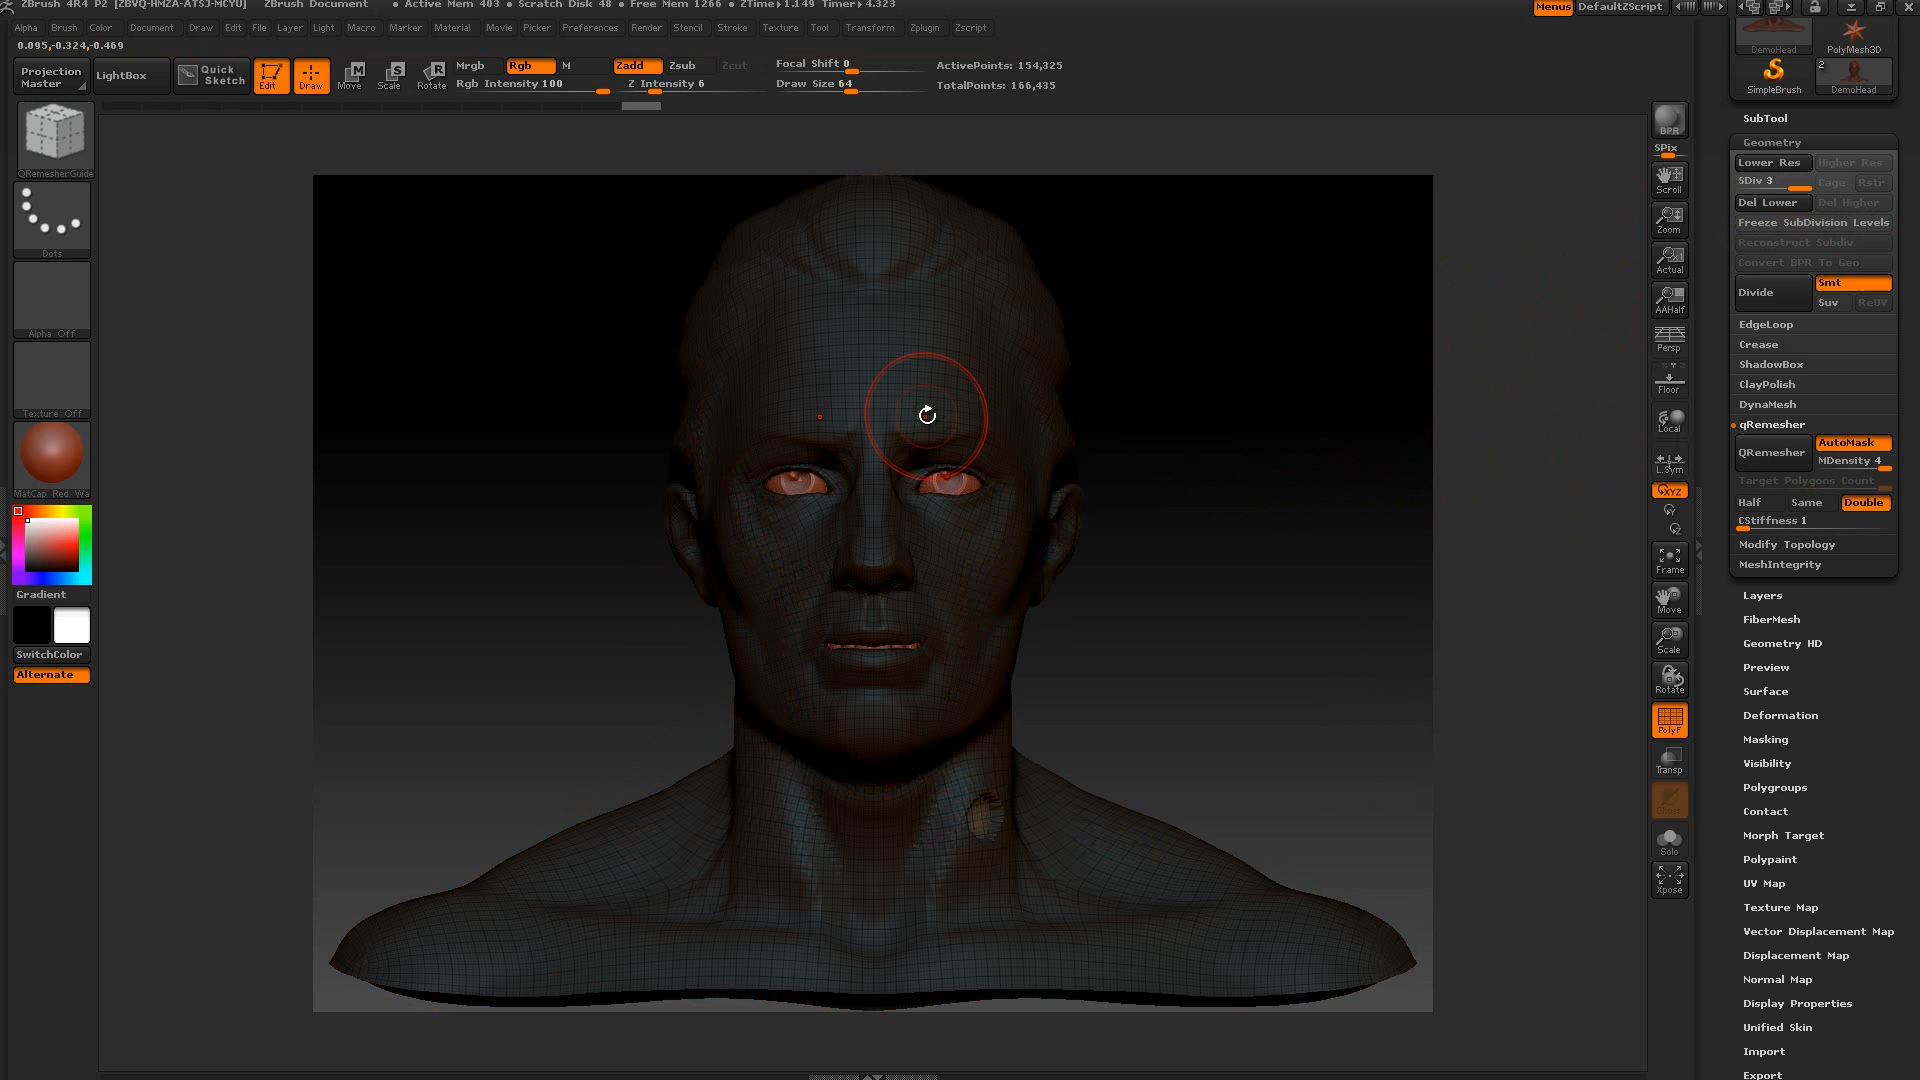 ZBrush 4R4 P2 [ZBVQ-HMZA-ATSJ-MCYU] ZBrush Document • Active Mem 403 • Scratch Disk 48 • Free Mem 1266 • ZTime▸1.149 Timer▸4.323 Menus DefaultZScript
Alpha Brush Color Document Draw Edit File Layer Light Macro Marker Material Movie Picker Preferences Render Stencil Stroke Texture Tool Transform Zplugin Zscript
0.095,-0.324,-0.469
Projection Master
LightBox
Quick Sketch
Edit
Draw
Move
Scale
Rotate
Mrgb Rgb M
Rgb Intensity 100
Zadd Zsub Zcut
Z Intensity 6
Focal Shift 0
Draw Size 64
ActivePoints: 154,325
TotalPoints: 166,435
QRemesherGuide
Dots
Alpha Off
Texture Off
MatCap Red Wa
Gradient
SwitchColor
Alternate
BPR
SPix
Scroll
Zoom
Actual
AAHalf
Persp
Floor
Local
L.Sym
XYZ
Frame
Move
Scale
Rotate
PolyF
Transp
Solo
Xpose
DemoHead
PolyMesh3D
SimpleBrush
2
DemoHead
SubTool
Geometry
Lower Res Higher Res
SDiv 3 Cage Rstr
Del Lower Del Higher
Freeze SubDivision Levels
Reconstruct Subdiv
Convert BPR To Geo
Divide
Smt
Suv ReUV
EdgeLoop
Crease
ShadowBox
ClayPolish
DynaMesh
qRemesher
QRemesher
AutoMask
MDensity 4
Target Polygons Count
Half Same Double
CStiffness 1
Modify Topology
MeshIntegrity
Layers
FiberMesh
Geometry HD
Preview
Surface
Deformation
Masking
Visibility
Polygroups
Contact
Morph Target
Polypaint
UV Map
Texture Map
Vector Displacement Map
Displacement Map
Normal Map
Display Properties
Unified Skin
Import
Export